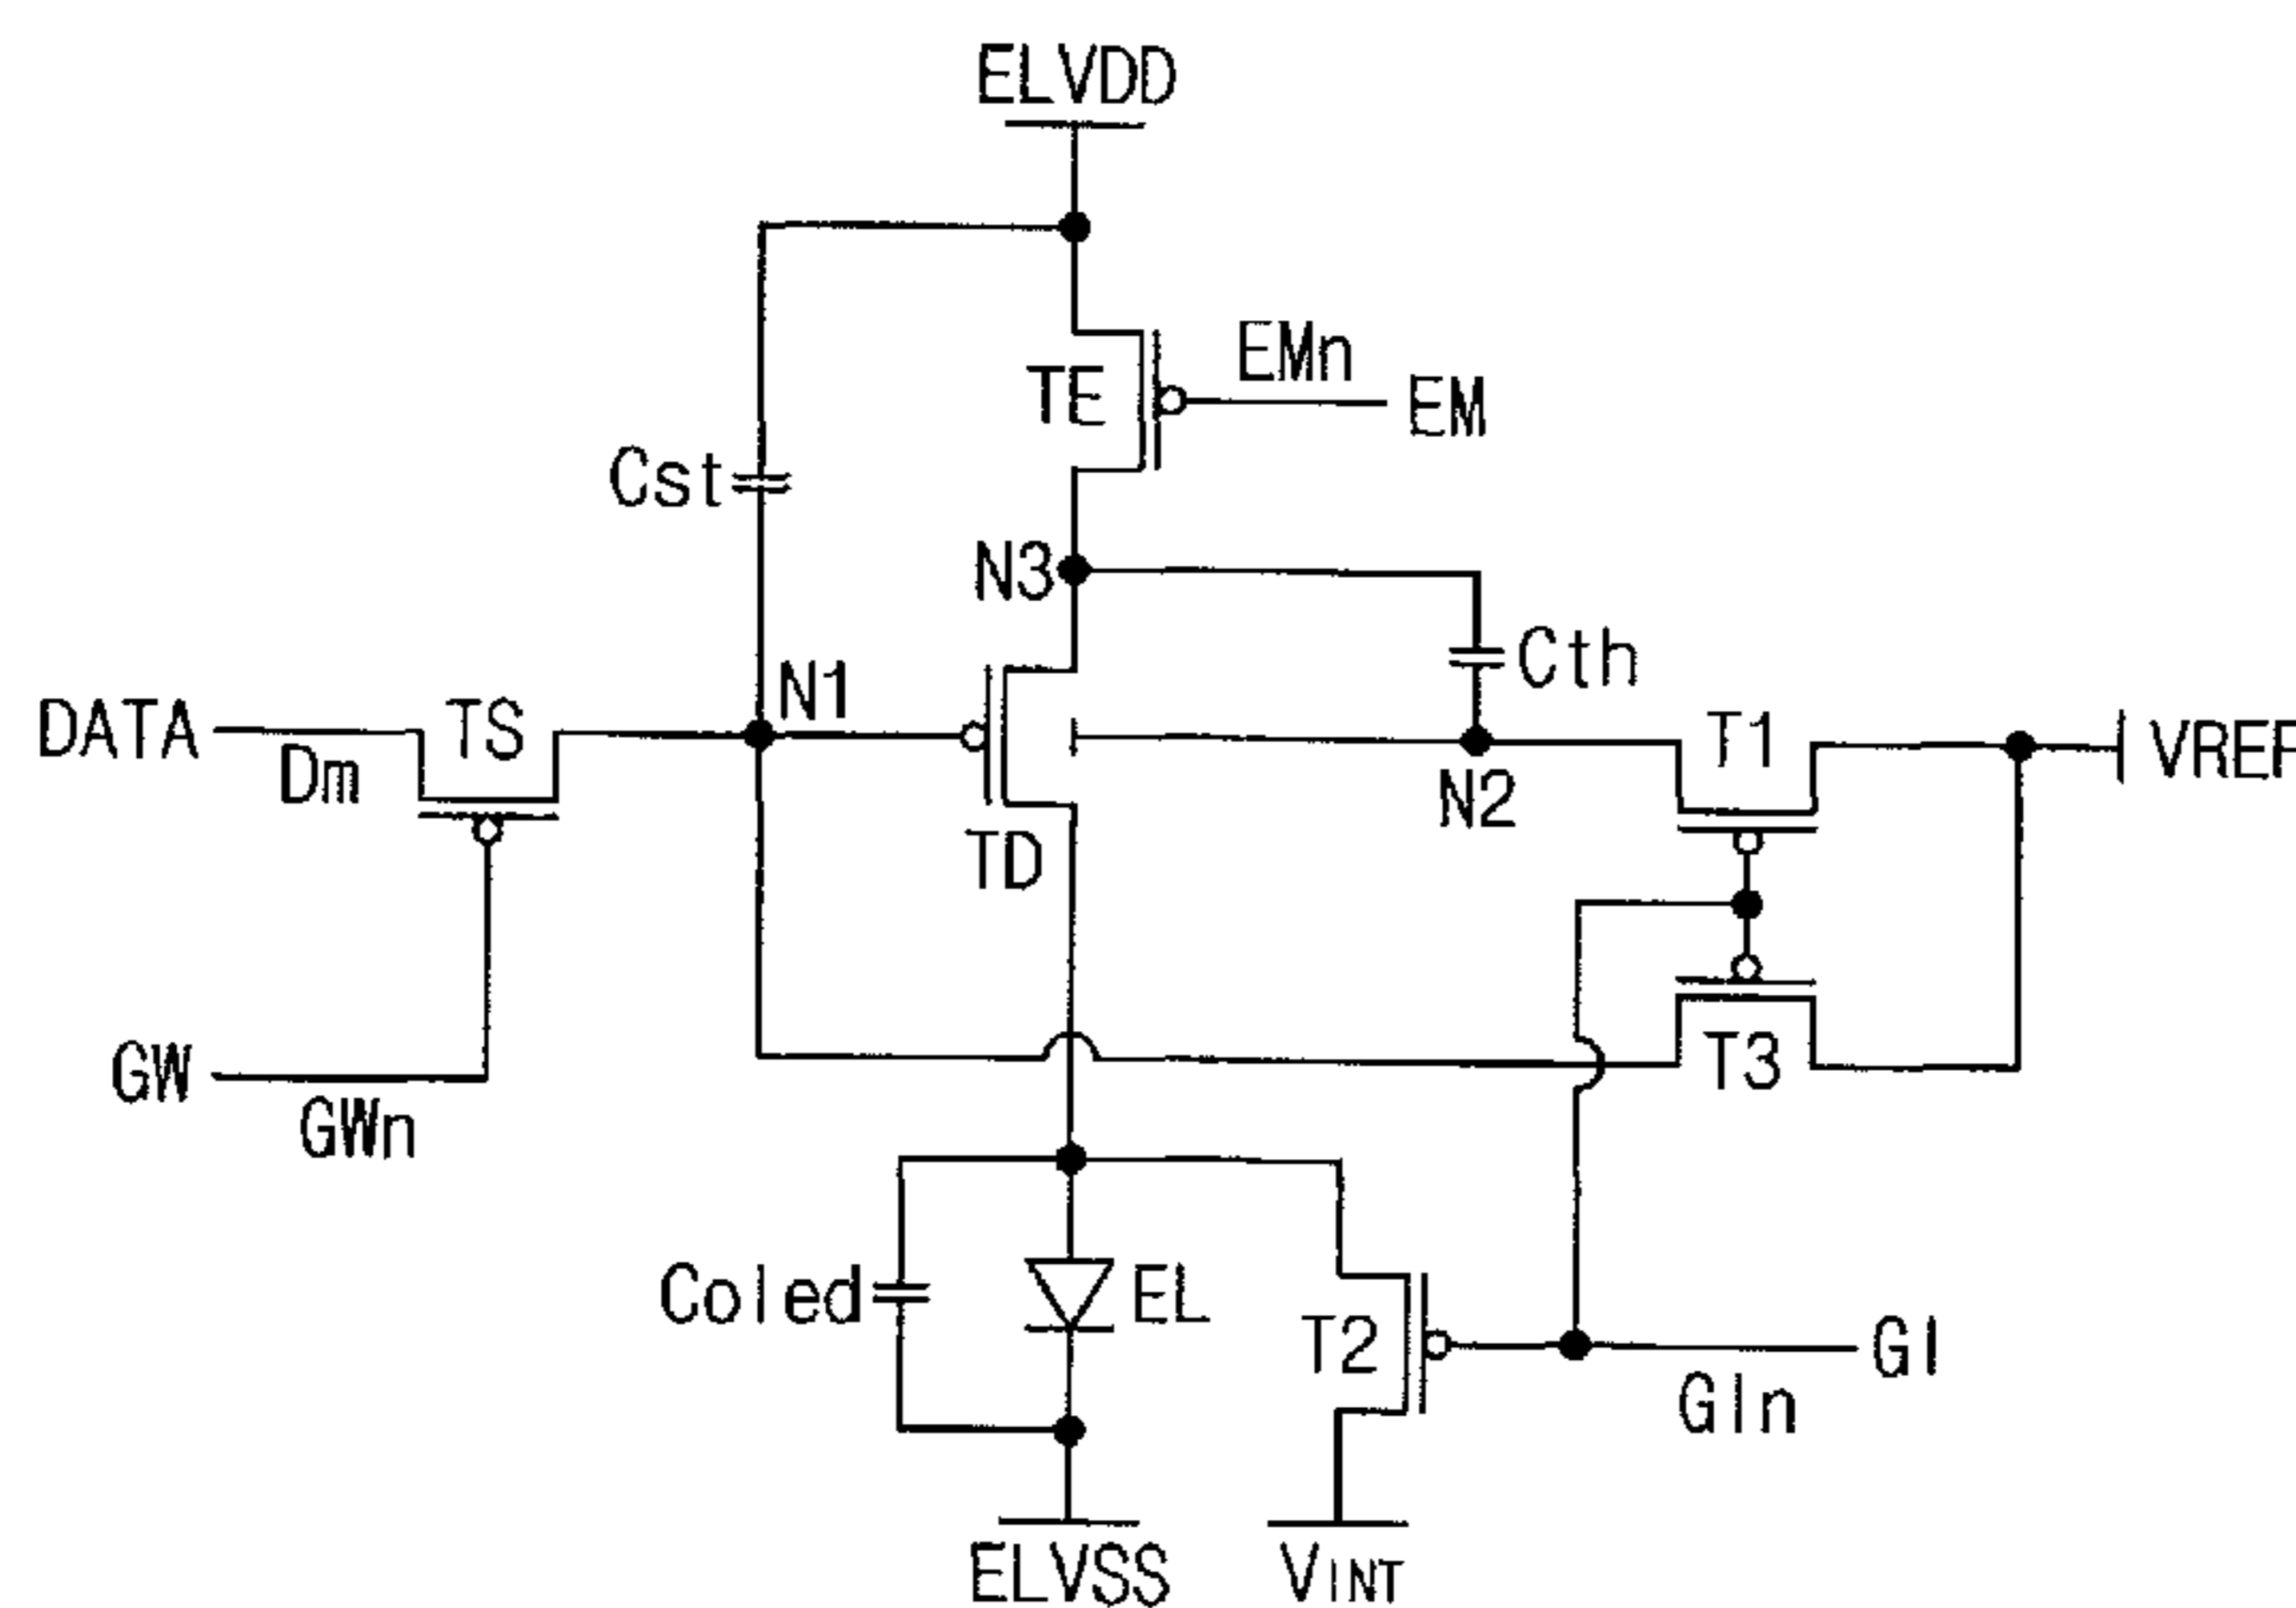 ELVDD
EMn
TE
EM
Cst
N3
Cth
N1
DATA
TS
T1
VREF
Dm
N2
TD
T3
GW
GWn
Coled
EL
T2
GI
GIn
ELVSS
VINT